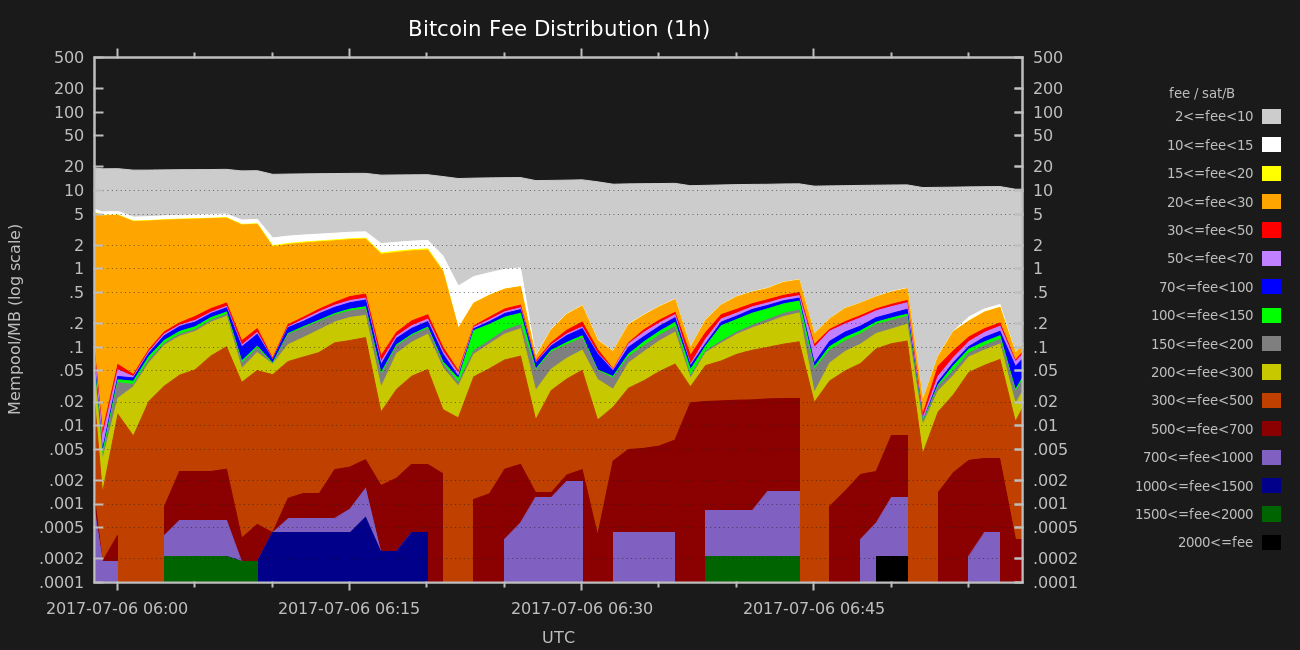 Bitcoin Fee Distribution (1h)
Mempool/MB (log scale)
500
200
100
50
20
10
5
2
1
.5
.2
.1
.05
.02
.01
.005
.002
.001
.0005
.0002
.0001
500
200
100
50
20
10
5
2
1
.5
.2
.1
.05
.02
.01
.005
.002
.001
.0005
.0002
.0001
2017-07-06 06:00
2017-07-06 06:15
2017-07-06 06:30
2017-07-06 06:45
UTC
fee / sat/B
2<=fee<10
10<=fee<15
15<=fee<20
20<=fee<30
30<=fee<50
50<=fee<70
70<=fee<100
100<=fee<150
150<=fee<200
200<=fee<300
300<=fee<500
500<=fee<700
700<=fee<1000
1000<=fee<1500
1500<=fee<2000
2000<=fee